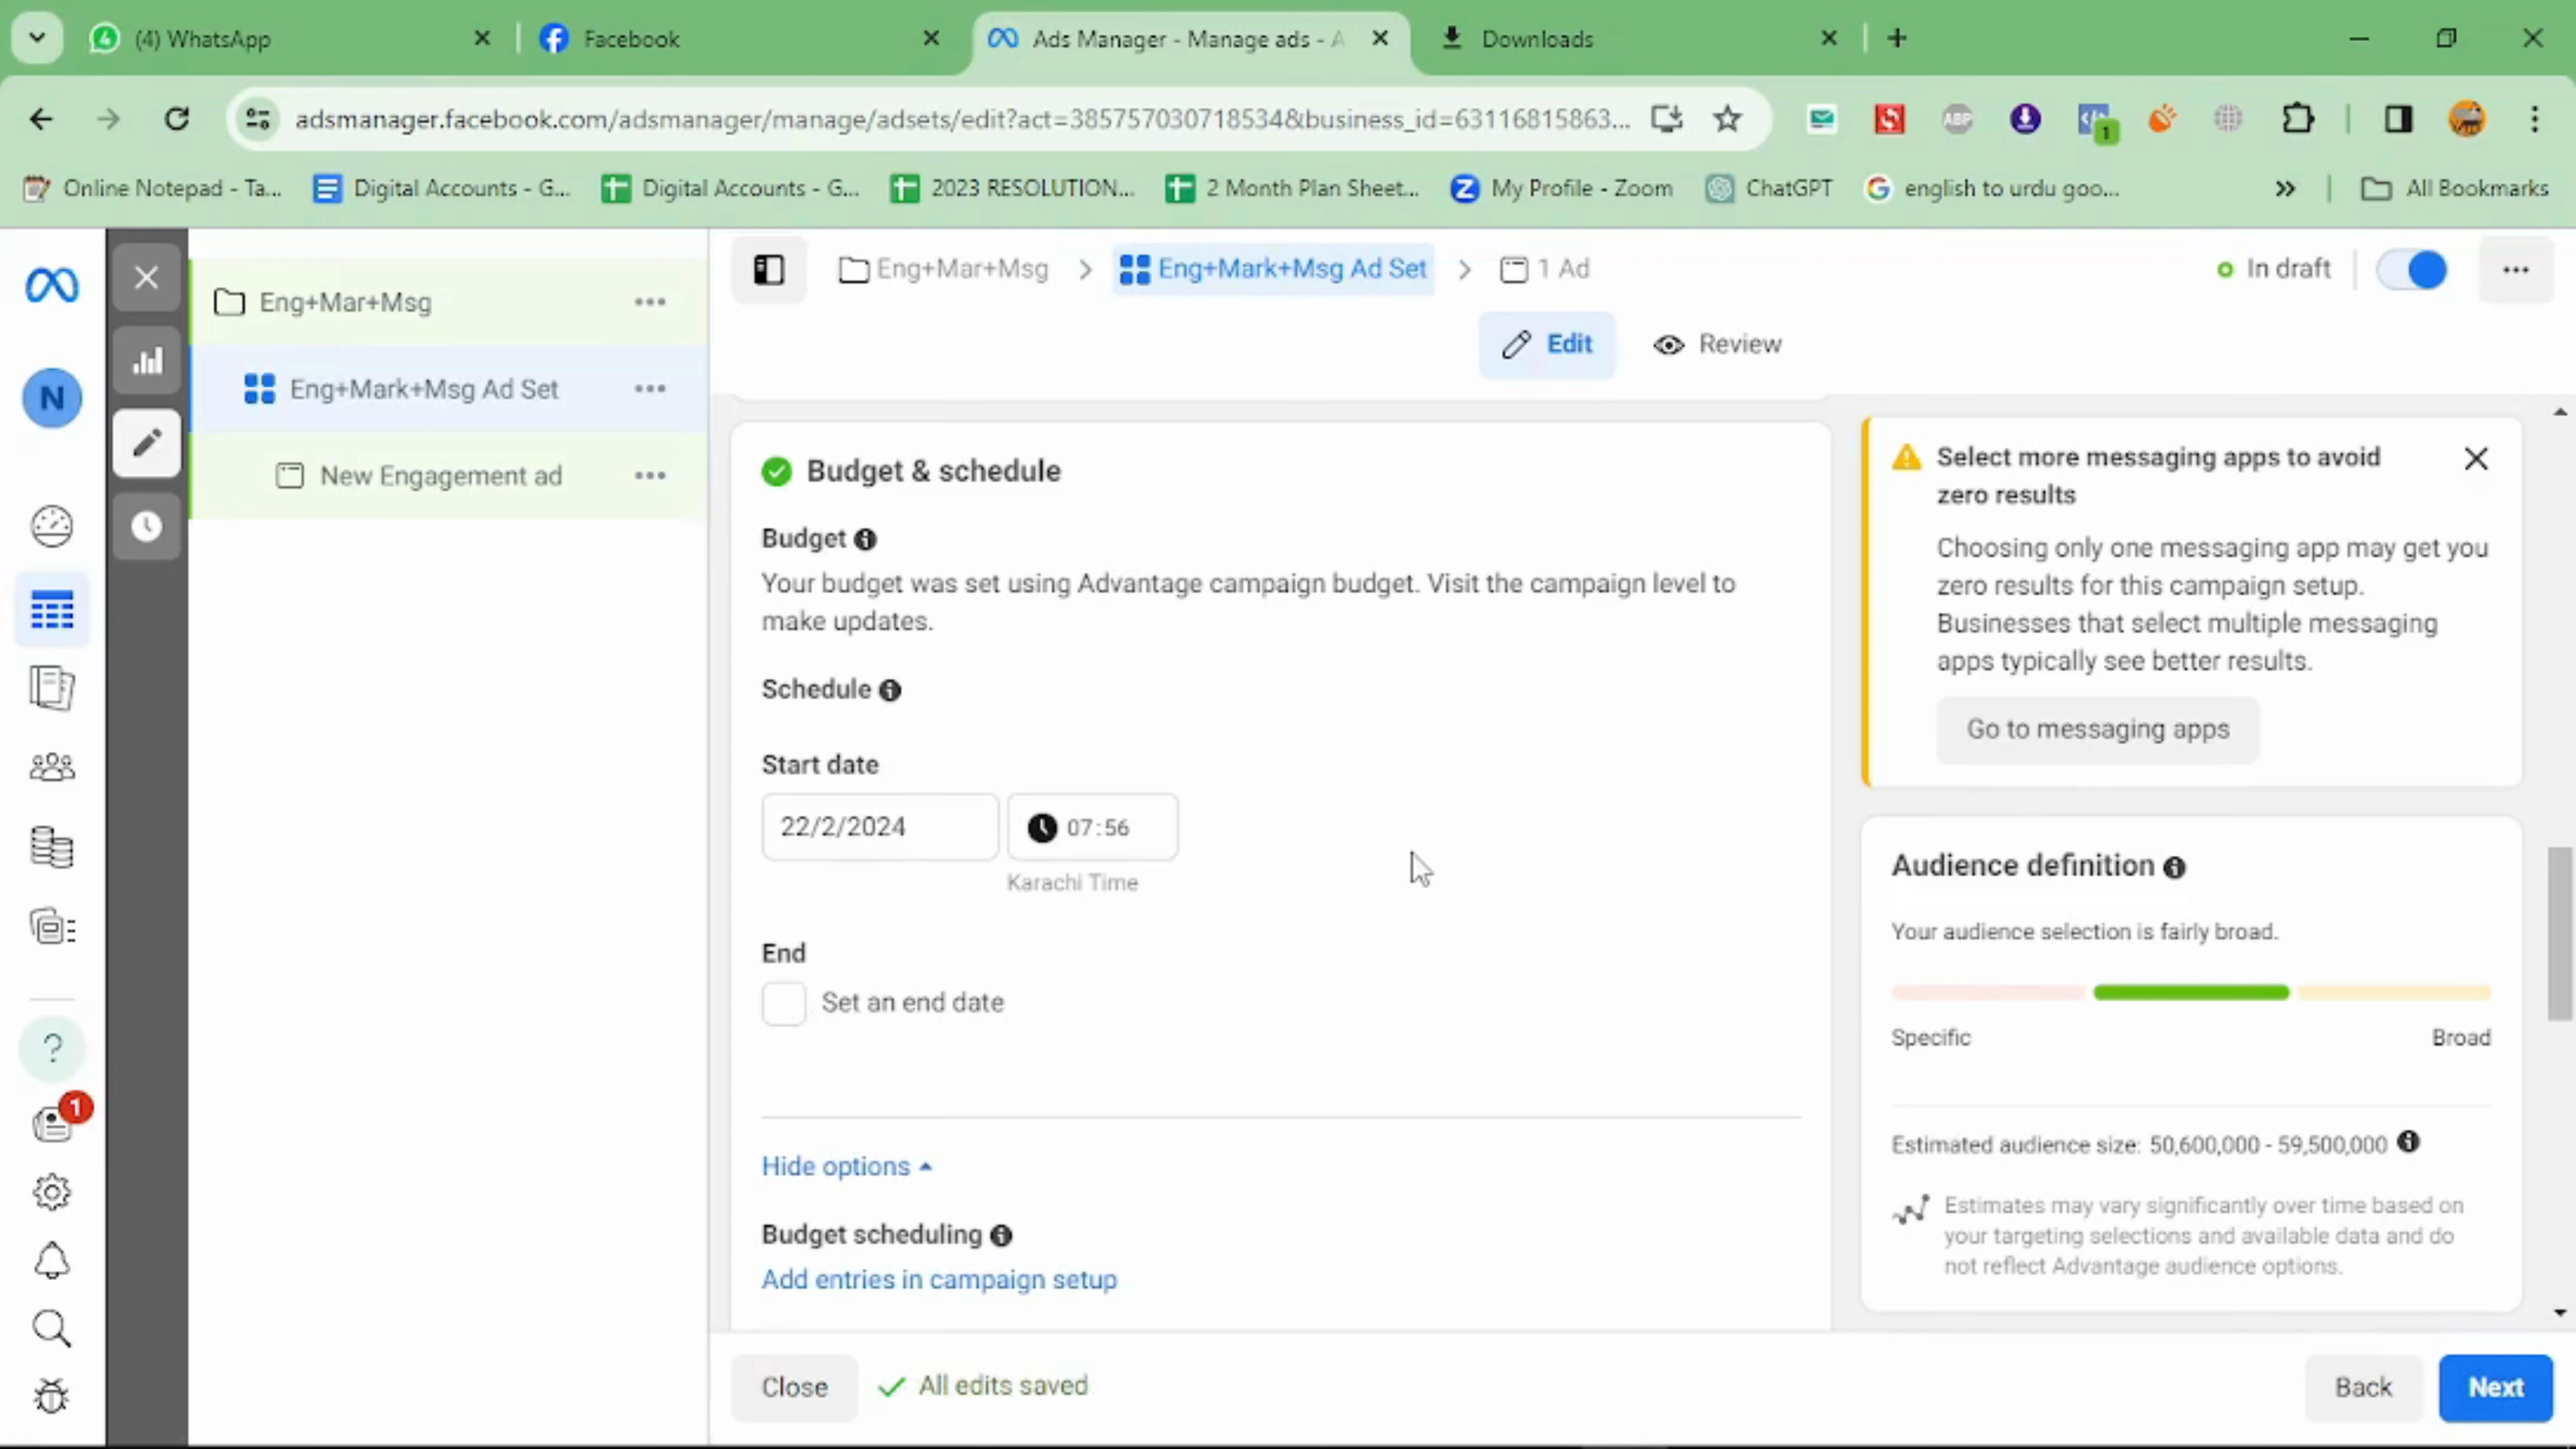 4
(4) WhatsApp
Facebook
Ads Manager - Manage ads - A
Downloads
adsmanager.facebook.com/adsmanager/manage/adsets/edit?act=385757030718534&business_id=63116815863...
ABP
1
Online Notepad - Ta...
Digital Accounts - G...
Digital Accounts - G...
2023 RESOLUTION...
2 Month Plan Sheet...
My Profile - Zoom
ChatGPT
english to urdu goo...
All Bookmarks
N
?
1
Eng+Mar+Msg
Eng+Mark+Msg Ad Set
New Engagement ad
Eng+Mar+Msg
Eng+Mark+Msg Ad Set
1 Ad
In draft
Edit
Review
Budget & schedule
Budget
Your budget was set using Advantage campaign budget. Visit the campaign level to
make updates.
Schedule
Start date
22/2/2024
07:56
Karachi Time
End
Set an end date
Hide options
Budget scheduling
Add entries in campaign setup
Select more messaging apps to avoid
zero results
Choosing only one messaging app may get you
zero results for this campaign setup.
Businesses that select multiple messaging
apps typically see better results.
Go to messaging apps
Audience definition
Your audience selection is fairly broad.
Specific
Broad
Estimated audience size: 50,600,000 - 59,500,000
Estimates may vary significantly over time based on
your targeting selections and available data and do
not reflect Advantage audience options.
Close
All edits saved
Back
Next